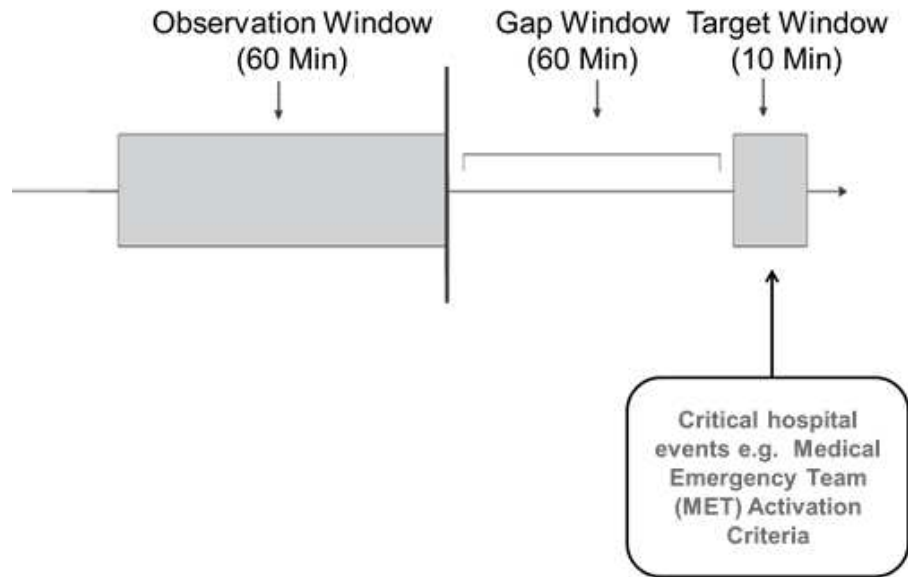 Observation Window
(60 Min)
Gap Window
(60 Min)
Target Window
(10 Min)
Critical hospital
events e.g. Medical
Emergency Team
(MET) Activation
Criteria